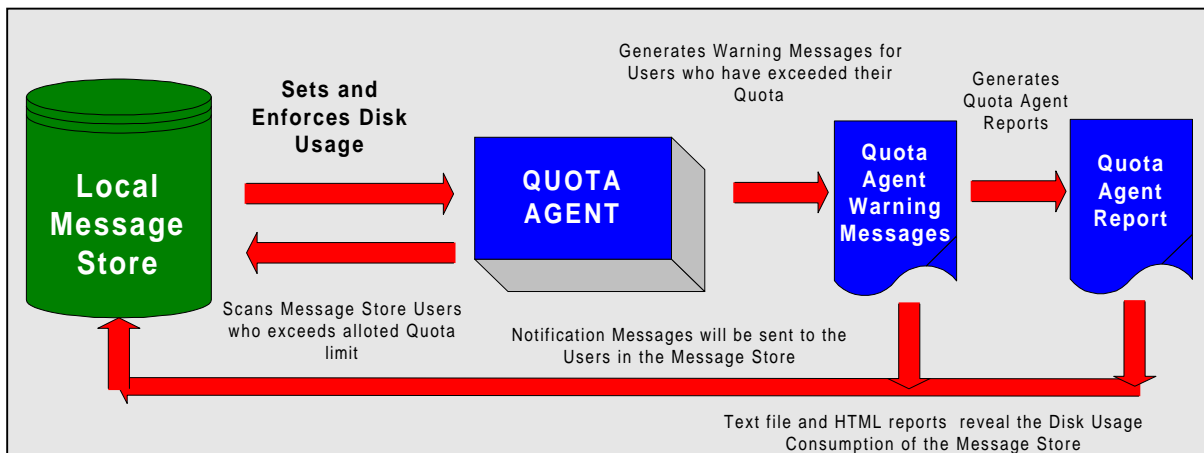 Generates Warning Messages for
Users who have exceeded their
Quota
Generates
Quota Agent
Reports
Sets and
Enforces Disk
Usage
Local
Message
Store
QUOTA
AGENT
Quota
Agent
Warning
Messages
Quota
Agent
Report
Scans Message Store Users
who exceeds alloted Quota
limit
Notification Messages will be sent to the
Users in the Message Store
Text file and HTML reports reveal the Disk Usage
Consumption of the Message Store